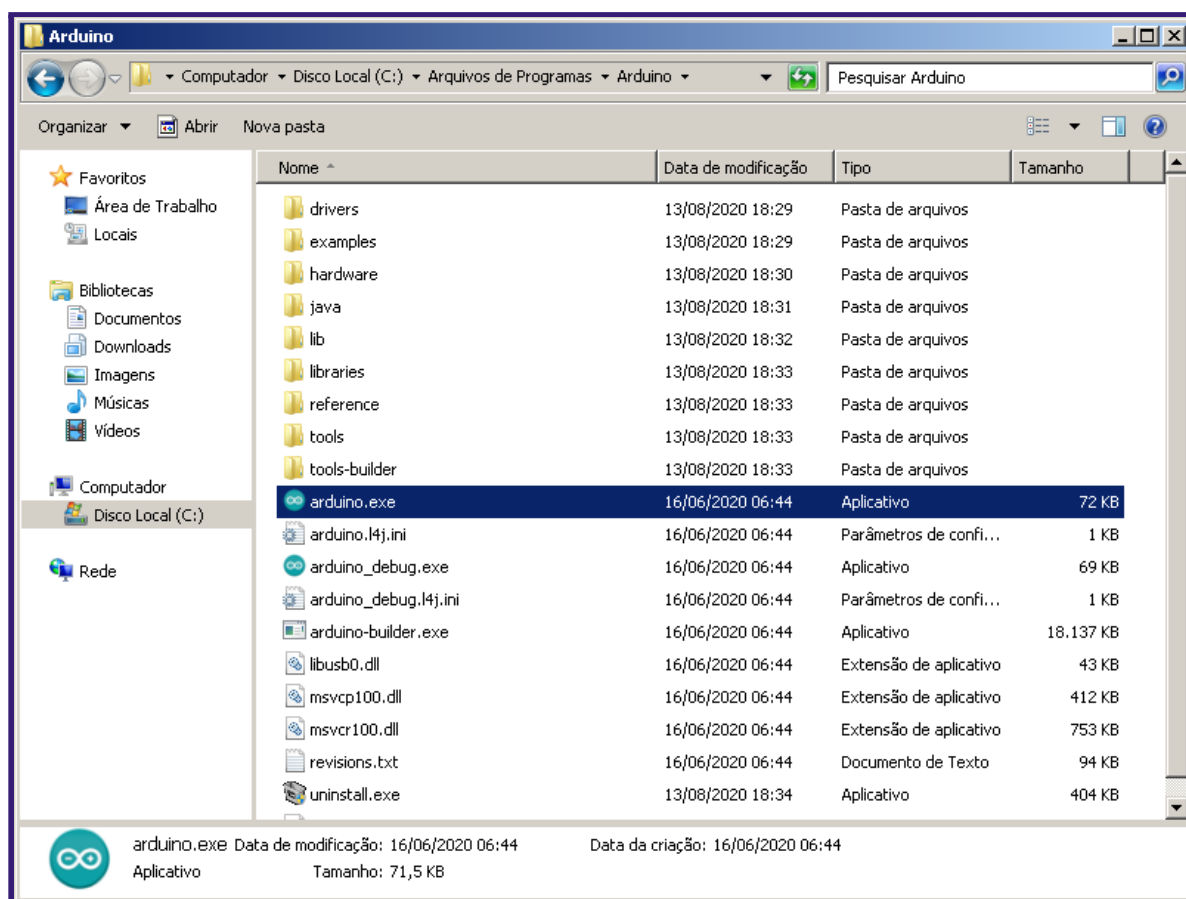 Arduino
Computador Disco Local (C:) Arquivos de Programas Arduino Pesquisar Arduino
Organizar Abrir Nova pasta
Favoritos
Área de Trabalho
Locais
Bibliotecas
Documentos
Downloads
Imagens
Músicas
Vídeos
Computador
Disco Local (C:)
Rede
Nome Data de modificação Tipo Tamanho
drivers 13/08/2020 18:29 Pasta de arquivos
examples 13/08/2020 18:29 Pasta de arquivos
hardware 13/08/2020 18:30 Pasta de arquivos
java 13/08/2020 18:31 Pasta de arquivos
lib 13/08/2020 18:32 Pasta de arquivos
libraries 13/08/2020 18:33 Pasta de arquivos
reference 13/08/2020 18:33 Pasta de arquivos
tools 13/08/2020 18:33 Pasta de arquivos
tools-builder 13/08/2020 18:33 Pasta de arquivos
arduino.exe 16/06/2020 06:44 Aplicativo 72 KB
arduino.l4j.ini 16/06/2020 06:44 Parâmetros de confi... 1 KB
arduino_debug.exe 16/06/2020 06:44 Aplicativo 69 KB
arduino_debug.l4j.ini 16/06/2020 06:44 Parâmetros de confi... 1 KB
arduino-builder.exe 16/06/2020 06:44 Aplicativo 18.137 KB
libusb0.dll 16/06/2020 06:44 Extensão de aplicativo 43 KB
msvcp100.dll 16/06/2020 06:44 Extensão de aplicativo 412 KB
msvcr100.dll 16/06/2020 06:44 Extensão de aplicativo 753 KB
revisions.txt 16/06/2020 06:44 Documento de Texto 94 KB
uninstall.exe 13/08/2020 18:34 Aplicativo 404 KB
arduino.exe Data de modificação: 16/06/2020 06:44 Data da criação: 16/06/2020 06:44
Aplicativo Tamanho: 71,5 KB